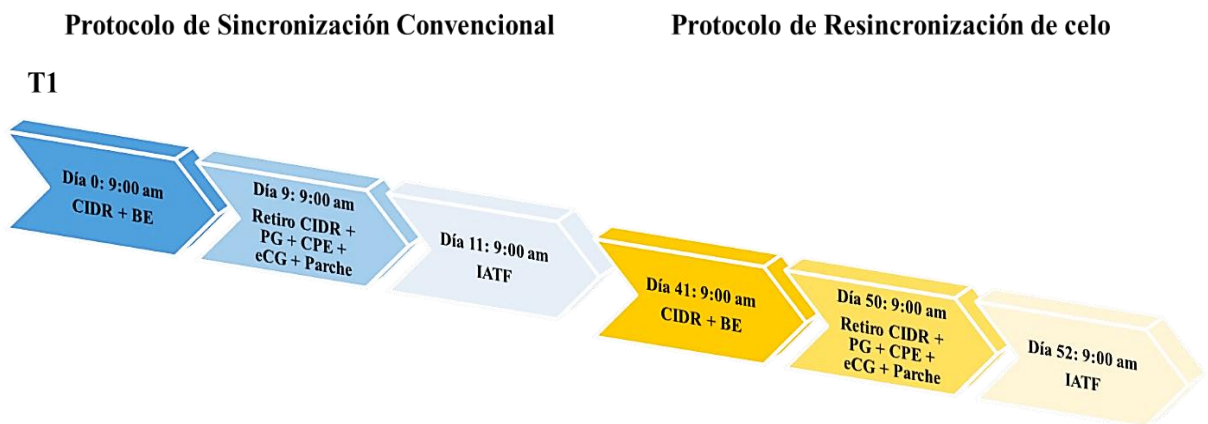 Protocolo de Sincronización Convencional
Protocolo de Resincronización de celo
T1
Día 0: 9:00 am
CIDR + BE
Día 9: 9:00 am
Retiro CIDR +
PG + CPE +
eCG + Parche
Día 11: 9:00 am
IATF
Día 41: 9:00 am
CIDR + BE
Día 50: 9:00 am
Retiro CIDR +
PG + CPE +
eCG + Parche
Día 52: 9:00 am
IATF